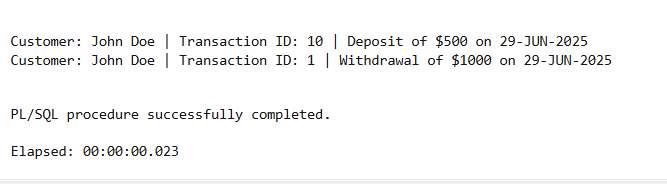 Customer: John Doe | Transaction ID: 10 | Deposit of $500 on 29-JUN-2025
Customer: John Doe | Transaction ID: 1 | Withdrawal of $1000 on 29-JUN-2025
PL/SQL procedure successfully completed.
Elapsed: 00:00:00.023